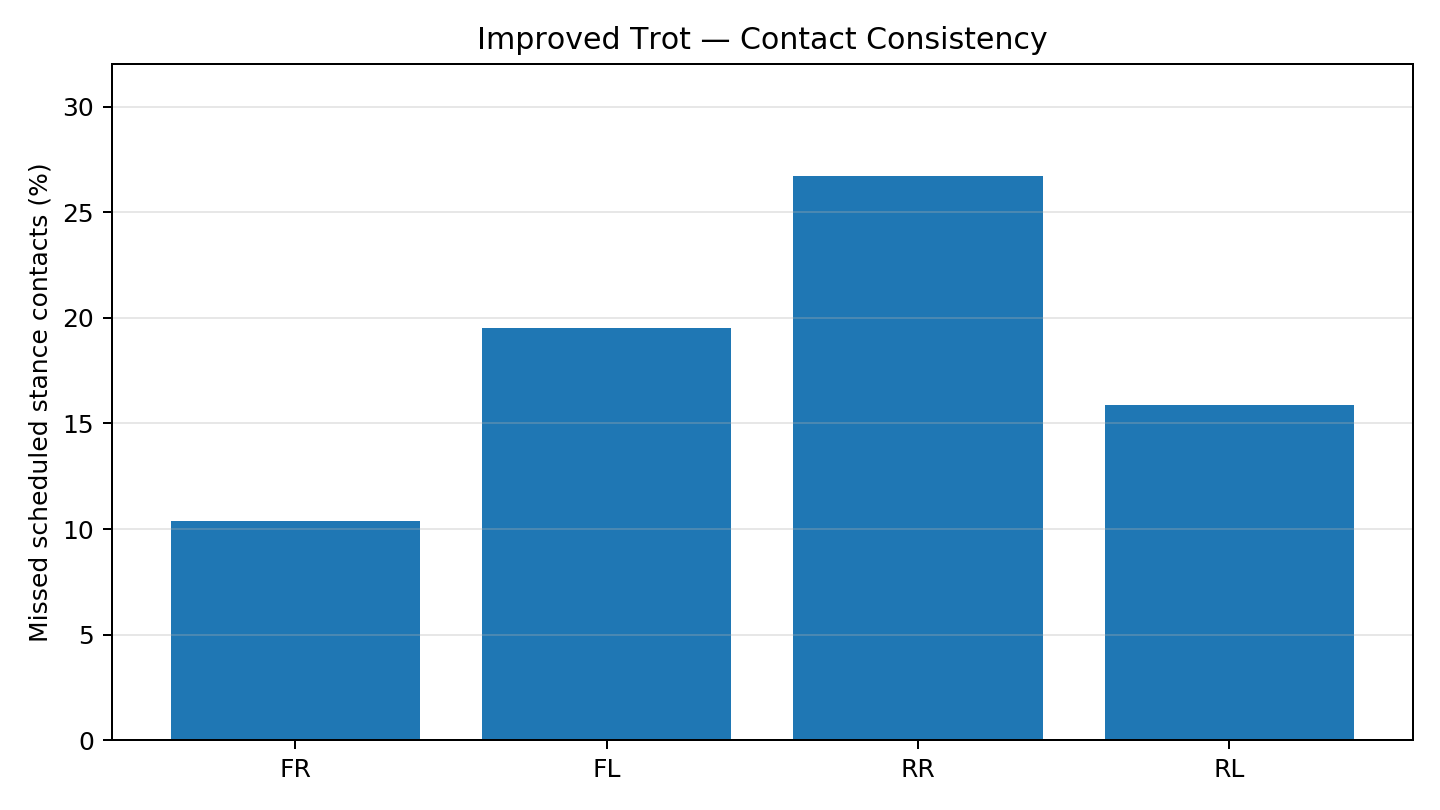 Improved Trot — Contact Consistency
Missed scheduled stance contacts (%)
30
25
20
15
10
5
0
FR FL RR RL